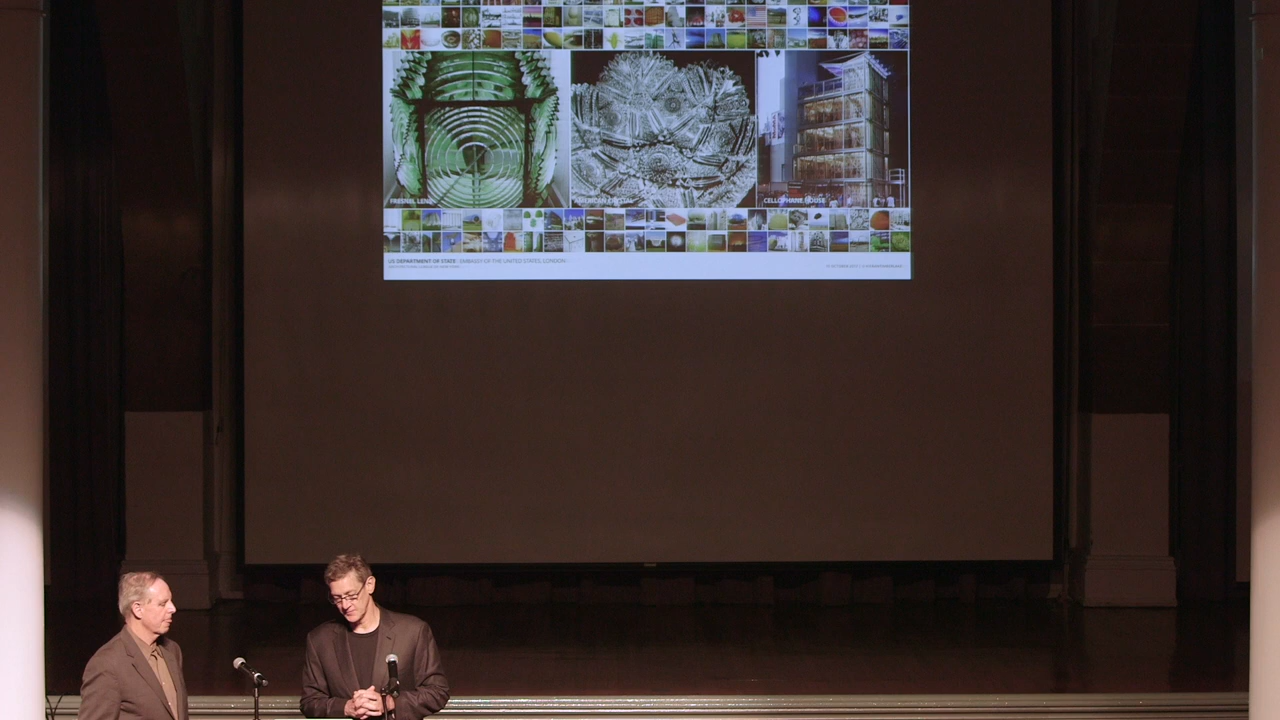 FRESNEL LENS
AMERICAN CRYSTAL
CELLOPHANE HOUSE
US DEPARTMENT OF STATE EMBASSY OF THE UNITED STATES, LONDON